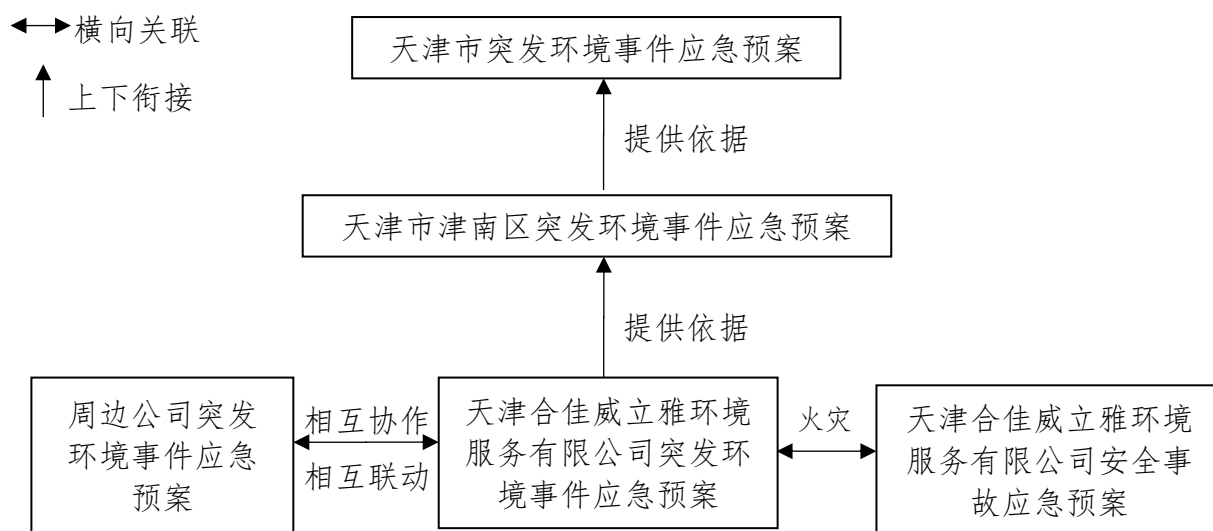 横向关联
上下衔接
天津市突发环境事件应急预案
提供依据
天津市津南区突发环境事件应急预案
提供依据
周边公司突发
环境事件应急
预案
相互协作
相互联动
天津合佳威立雅环境
服务有限公司突发环
境事件应急预案
火灾
天津合佳威立雅环境
服务有限公司安全事
故应急预案